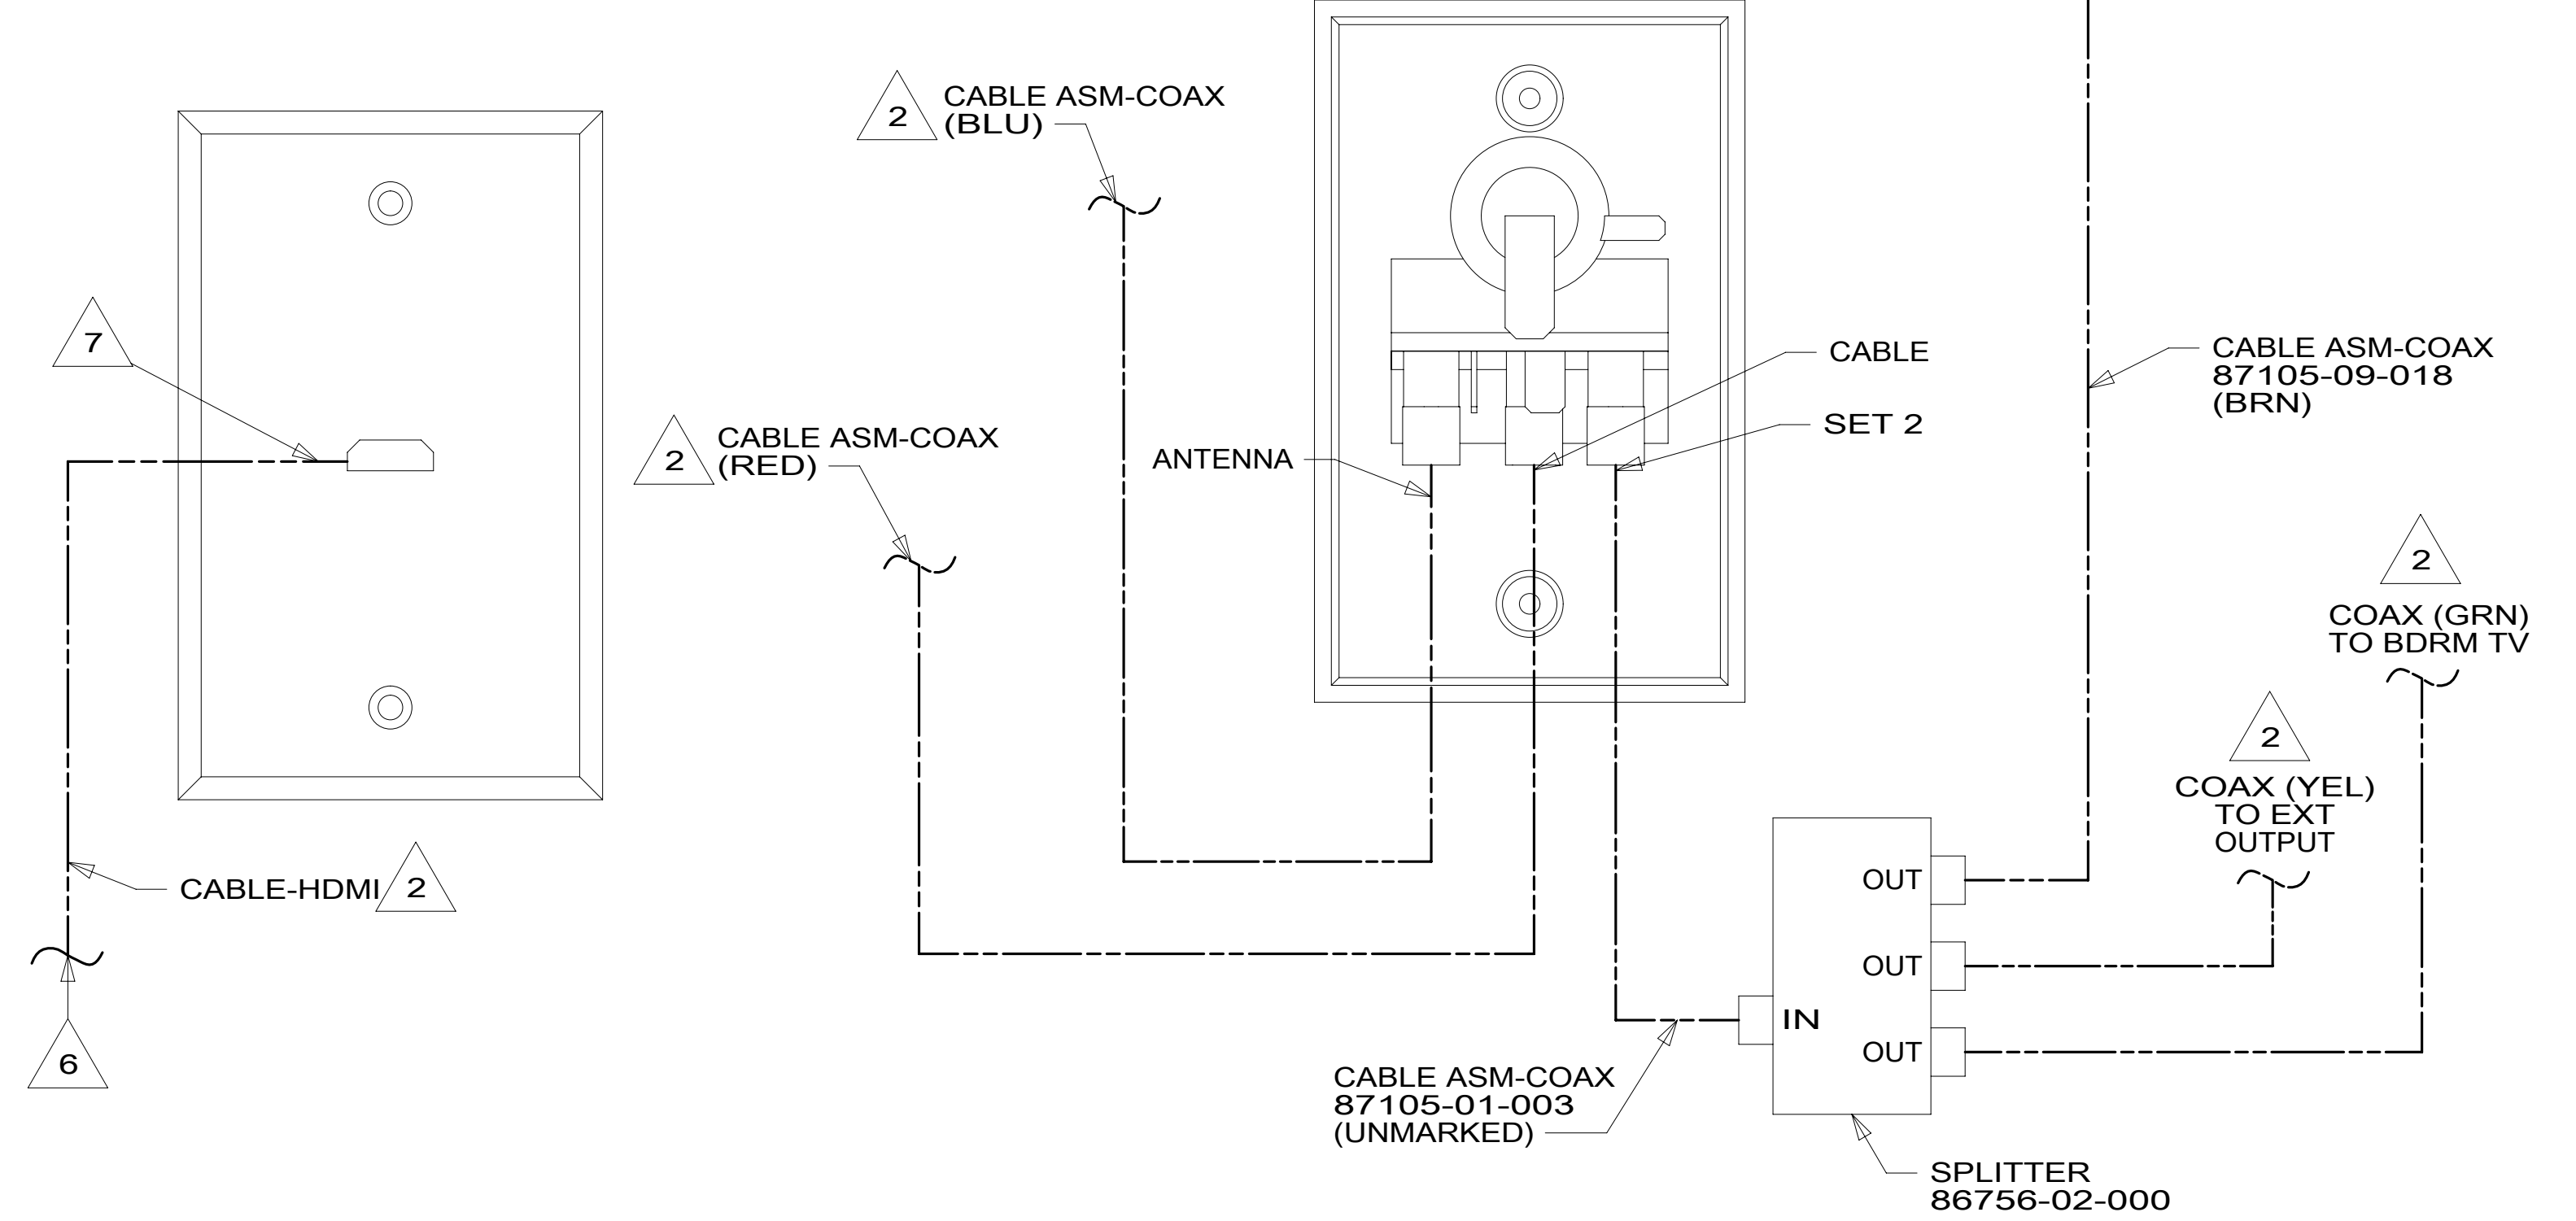 2
CABLE ASM-COAX
(BLU)
7
2
CABLE ASM-COAX
(RED)
ANTENNA
CABLE
SET 2
CABLE ASM-COAX
87105-09-018
(BRN)
2
COAX (GRN)
TO BDRM TV
2
COAX (YEL)
TO EXT
OUTPUT
CABLE-HDMI 2
6
OUT
OUT
IN
OUT
CABLE ASM-COAX
87105-01-003
(UNMARKED)
SPLITTER
86756-02-000